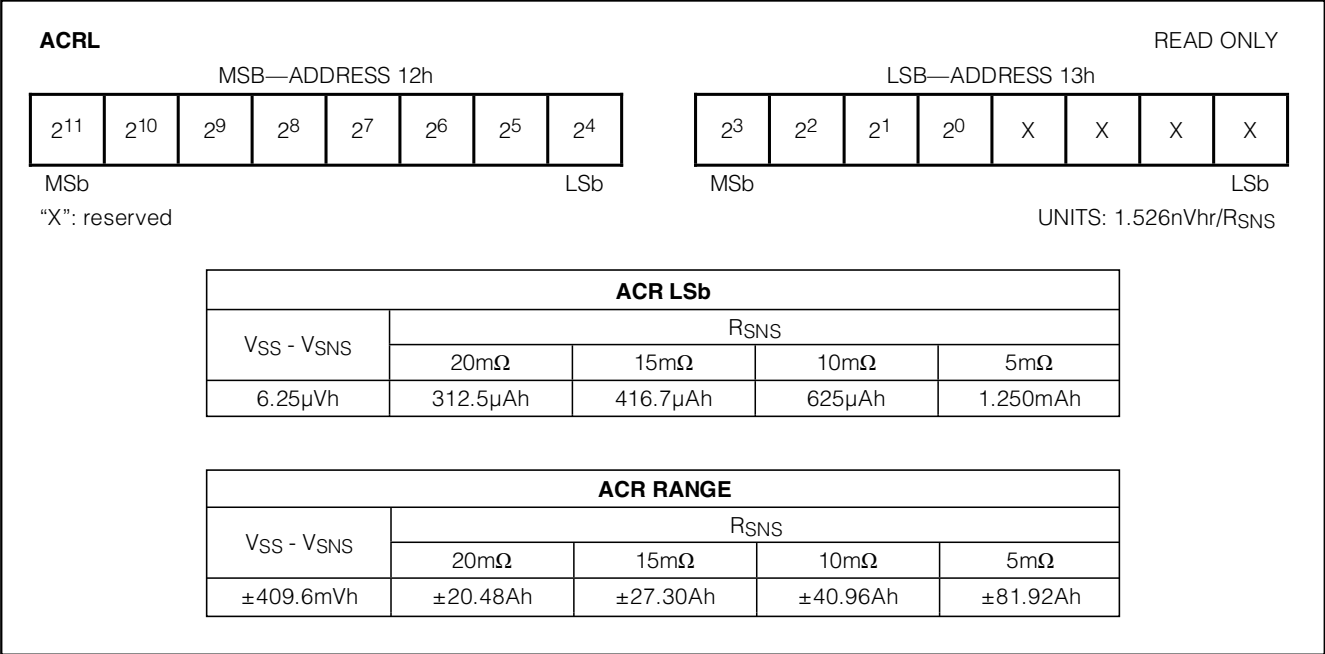 ACRL READ ONLY
MSB—ADDRESS 12h LSB—ADDRESS 13h
2¹¹ 2¹⁰ 2⁹ 2⁸ 2⁷ 2⁶ 2⁵ 2⁴ 2³ 2² 2¹ 2⁰ X X X X
MSb LSb MSb LSb
“X”: reserved UNITS: 1.526nVhr/RSNS
ACR LSb
VSS - VSNS RSNS
20mΩ 15mΩ 10mΩ 5mΩ
6.25µVh 312.5µAh 416.7µAh 625µAh 1.250mAh
ACR RANGE
VSS - VSNS RSNS
20mΩ 15mΩ 10mΩ 5mΩ
±409.6mVh ±20.48Ah ±27.30Ah ±40.96Ah ±81.92Ah